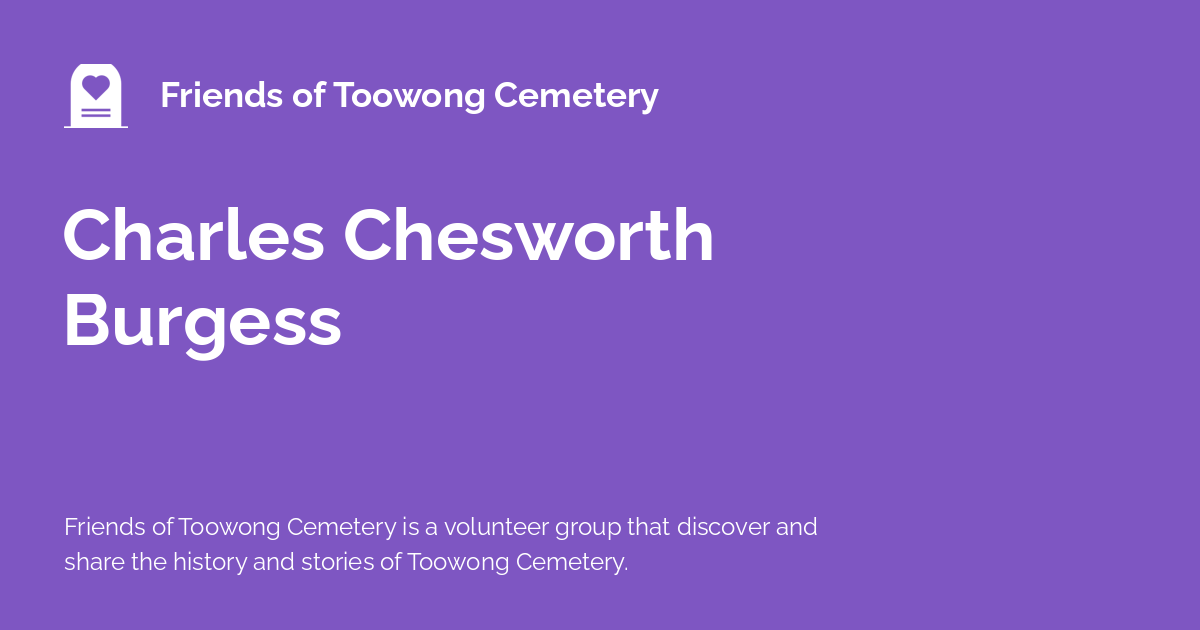 Friends of Toowong Cemetery
Charles Chesworth
Burgess
Friends of Toowong Cemetery is a volunteer group that discover and
share the history and stories of Toowong Cemetery.